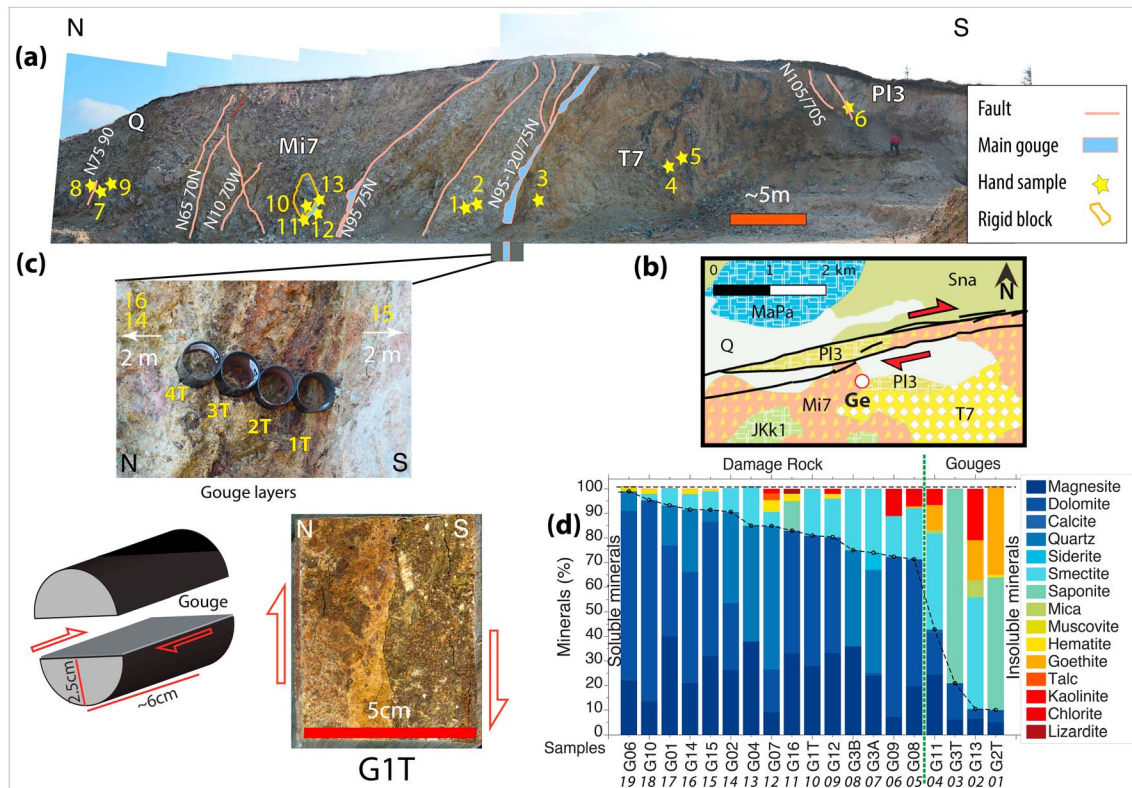 N
S
(a)
Q
N75 90
8
9
7
N65 70N
N10 70W
Mi7
13
10
11
12
N95 75N
1
2
N95-120/75N
3
T7
5
4
N105/70S
Pl3
6
~5m
Fault
Main gouge
Hand sample
Rigid block
(c)
16
14
2 m
15
2 m
4T
3T
2T
1T
N
S
Gouge layers
(b)
0 1 2 km
N
Sna
MaPa
Q
Pl3
Pl3
Ge
Mi7
T7
JKk1
Gouge
2.5cm
~6cm
N
S
5cm
G1T
(d)
Damage Rock
Gouges
Minerals (%)
Soluble minerals
Insoluble minerals
100
90
80
70
60
50
40
30
20
10
0
Samples
G06 G10 G01 G14 G15 G02 G04 G07 G16 G1T G12 G3B G3A G09 G08 G11 G3T G13 G2T
19 18 17 16 15 14 13 12 11 10 09 08 07 06 05 04 03 02 01
Magnesite
Dolomite
Calcite
Quartz
Siderite
Smectite
Saponite
Mica
Muscovite
Hematite
Goethite
Talc
Kaolinite
Chlorite
Lizardite